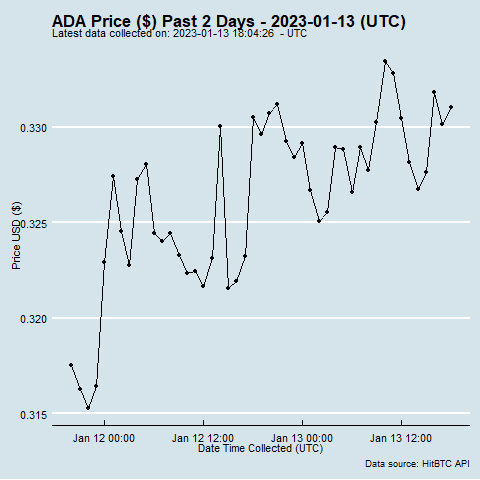 ADA Price ($) Past 2 Days - 2023-01-13 (UTC)
Latest data collected on: 2023-01-13 18:04:26  - UTC
0.330
0.325
0.320
0.315
Price USD ($)
Jan 12 00:00 Jan 12 12:00 Jan 13 00:00 Jan 13 12:00
Date Time Collected (UTC)
Data source: HitBTC API